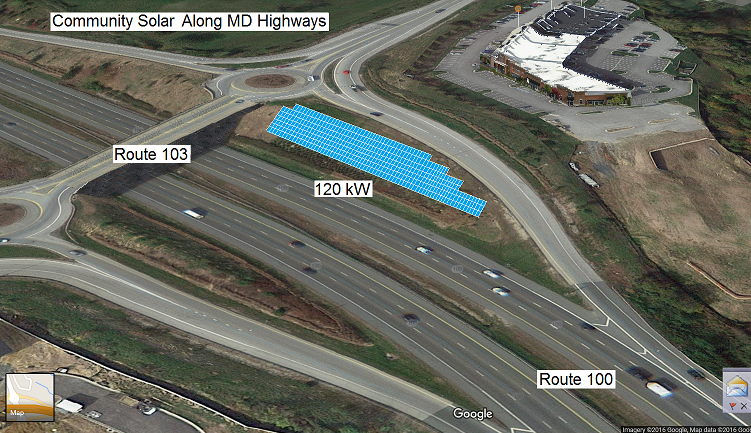 Community Solar Along MD Highways
Route 103
120 kW
Route 100
Map
Google
Imagery ©2016 Google, Map data ©2016 Goo